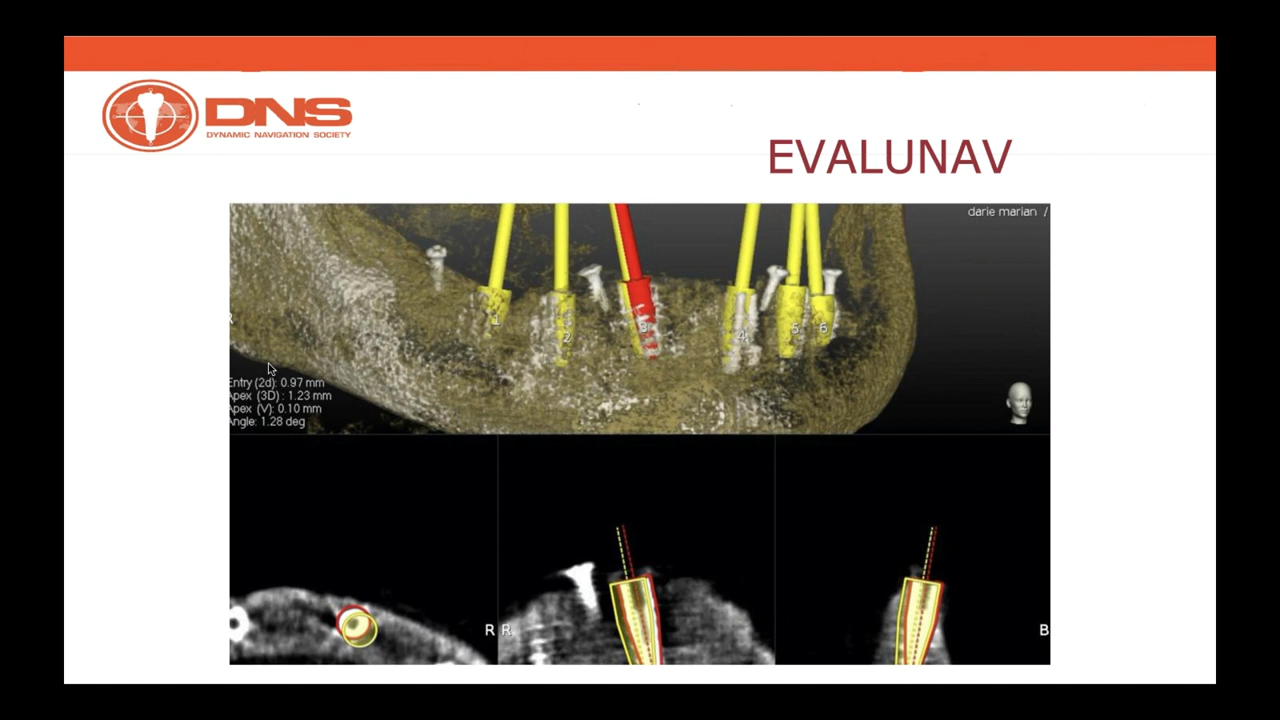 DNS
DYNAMIC NAVIGATION SOCIETY
EVALUNAV
darie marian /
R
1
2
3
4
5
6
Entry (2d): 0.97 mm
Apex (3D) : 1.23 mm
Apex (V): 0.10 mm
Angle: 1.28 deg
R
R
B